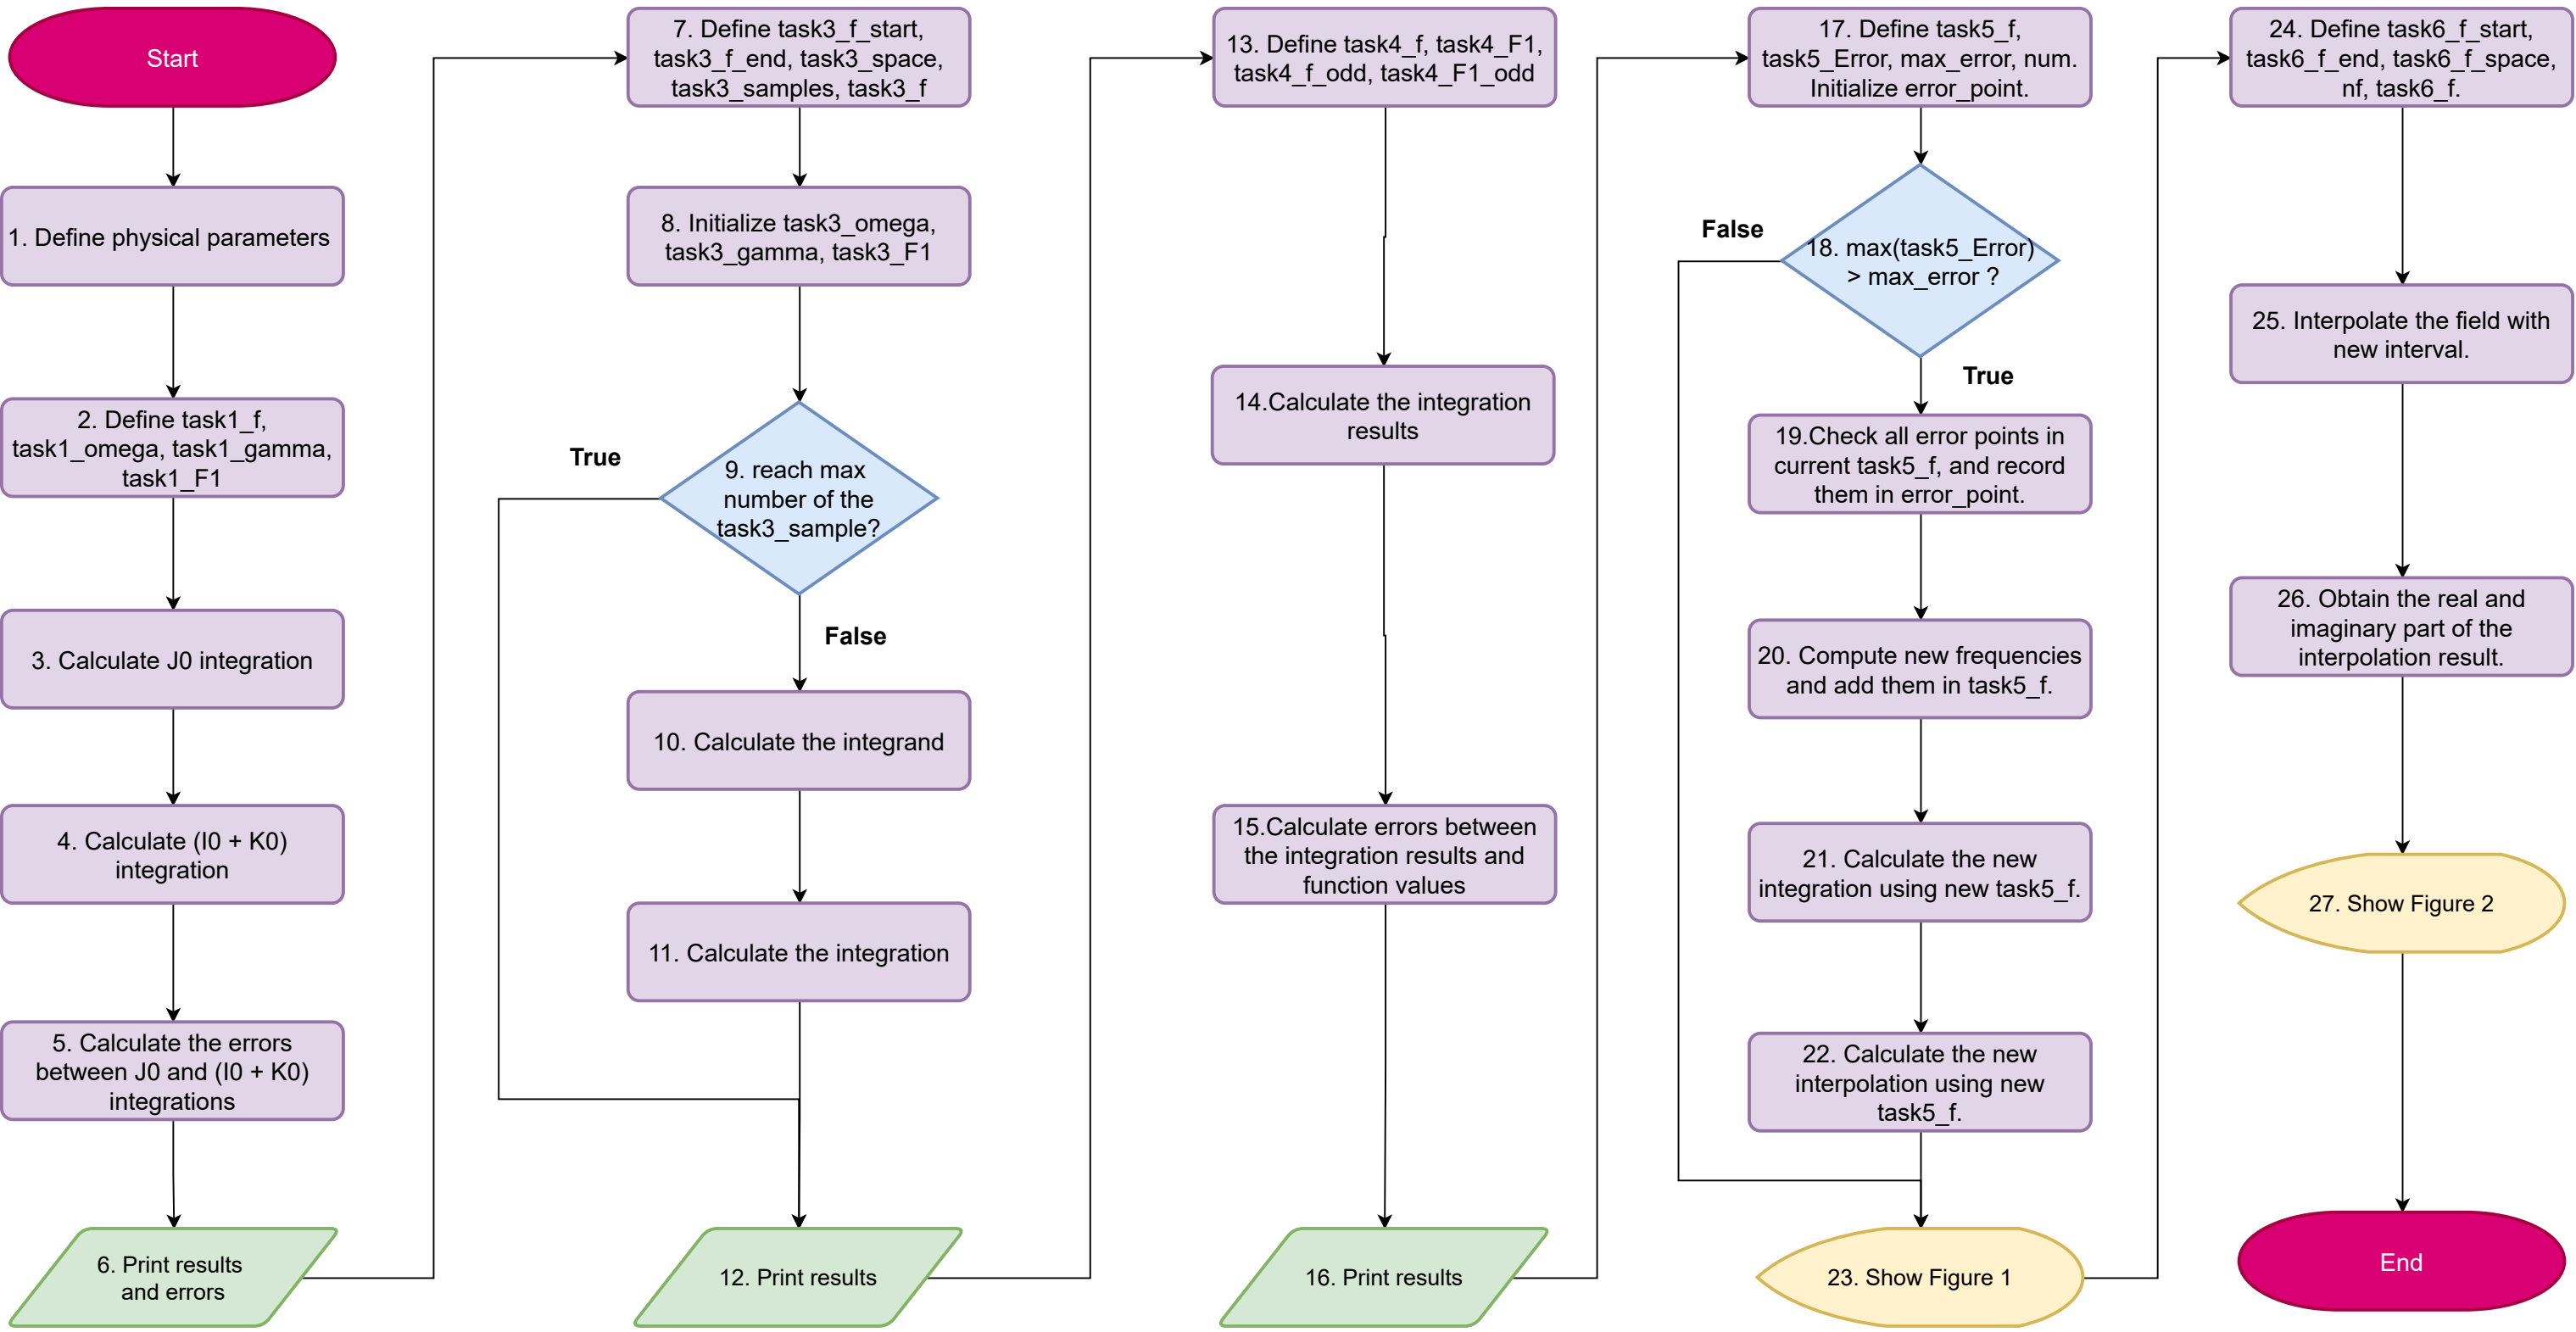 Start
1. Define physical parameters
2. Define task1_f,
task1_omega, task1_gamma,
task1_F1
3. Calculate J0 integration
4. Calculate (I0 + K0)
integration
5. Calculate the errors
between J0 and (I0 + K0)
integrations
6. Print results
and errors
7. Define task3_f_start,
task3_f_end, task3_space,
task3_samples, task3_f
8. Initialize task3_omega,
task3_gamma, task3_F1
True
9. reach max
number of the
task3_sample?
False
10. Calculate the integrand
11. Calculate the integration
12. Print results
13. Define task4_f, task4_F1,
task4_f_odd, task4_F1_odd
14.Calculate the integration
results
15.Calculate errors between
the integration results and
function values
16. Print results
17. Define task5_f,
task5_Error, max_error, num.
Initialize error_point.
False
18. max(task5_Error)
> max_error ?
True
19.Check all error points in
current task5_f, and record
them in error_point.
20. Compute new frequencies
and add them in task5_f.
21. Calculate the new
integration using new task5_f.
22. Calculate the new
interpolation using new
task5_f.
23. Show Figure 1
24. Define task6_f_start,
task6_f_end, task6_f_space,
nf, task6_f.
25. Interpolate the field with
new interval.
26. Obtain the real and
imaginary part of the
interpolation result.
27. Show Figure 2
End